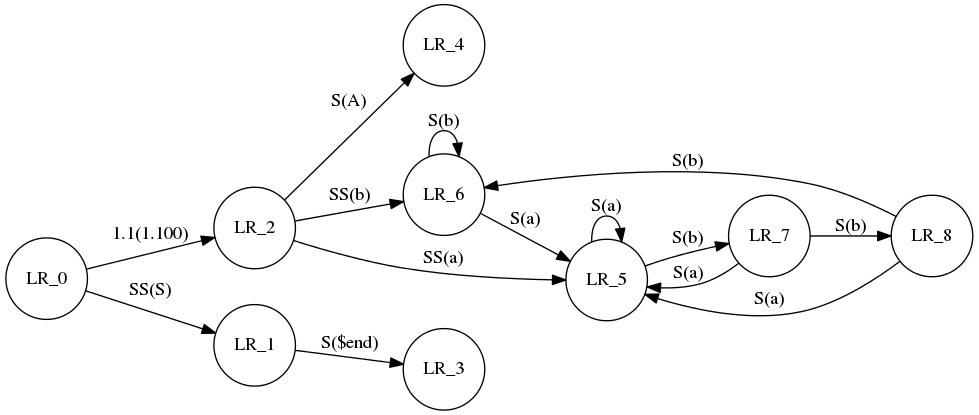 LR_4
S(A)
S(b)
S(b)
LR_6
SS(b)
S(a)
S(a)
LR_2
1.1(1.100)
S(b)
LR_7
S(b)
LR_8
SS(a)
LR_5
S(a)
LR_0
SS(S)
S(a)
LR_1
S($end)
LR_3